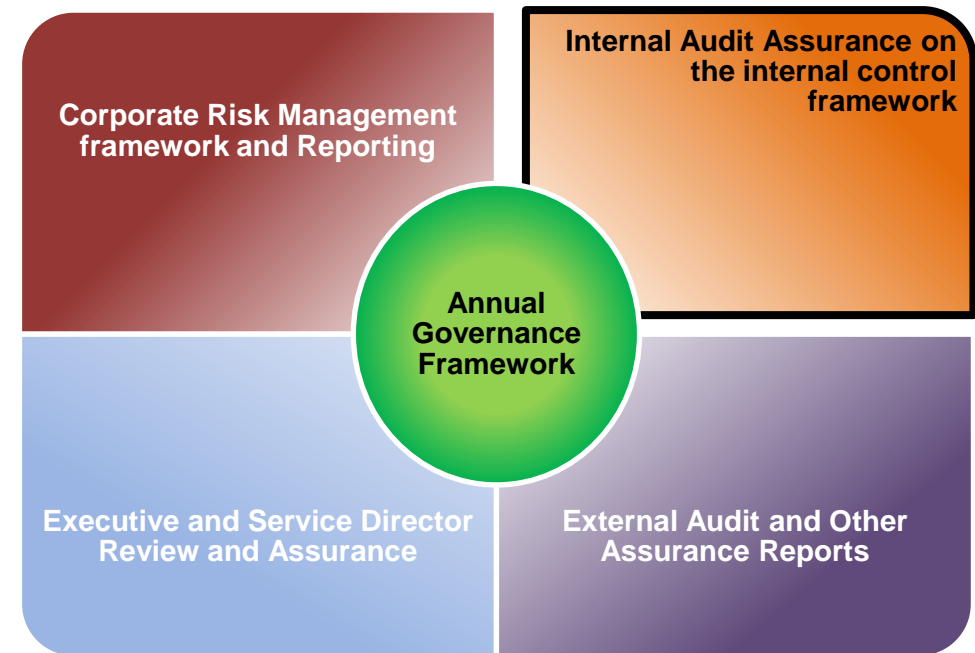 Corporate Risk Management
framework and Reporting
Internal Audit Assurance on
the internal control
framework
Annual
Governance
Framework
Executive and Service Director
Review and Assurance
External Audit and Other
Assurance Reports